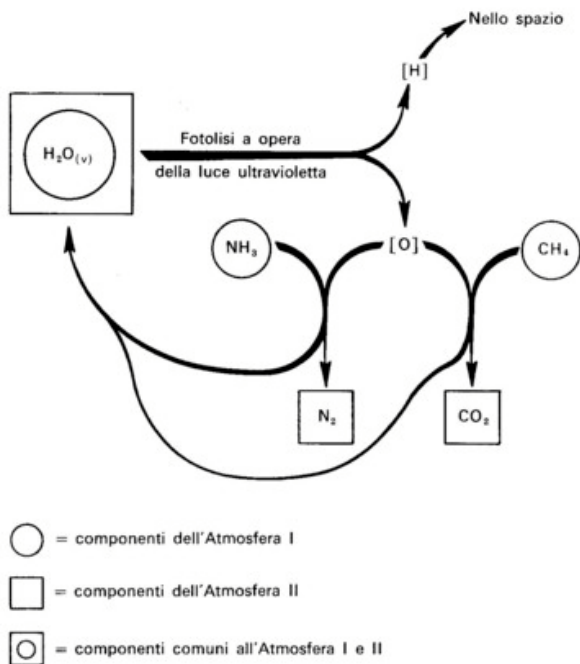 Nello spazio
[H]
H₂O(v)
Fotolisi a opera
della luce ultravioletta
NH₃
[O]
CH₄
N₂
CO₂
= componenti dell'Atmosfera I
= componenti dell'Atmosfera II
= componenti comuni all'Atmosfera I e II